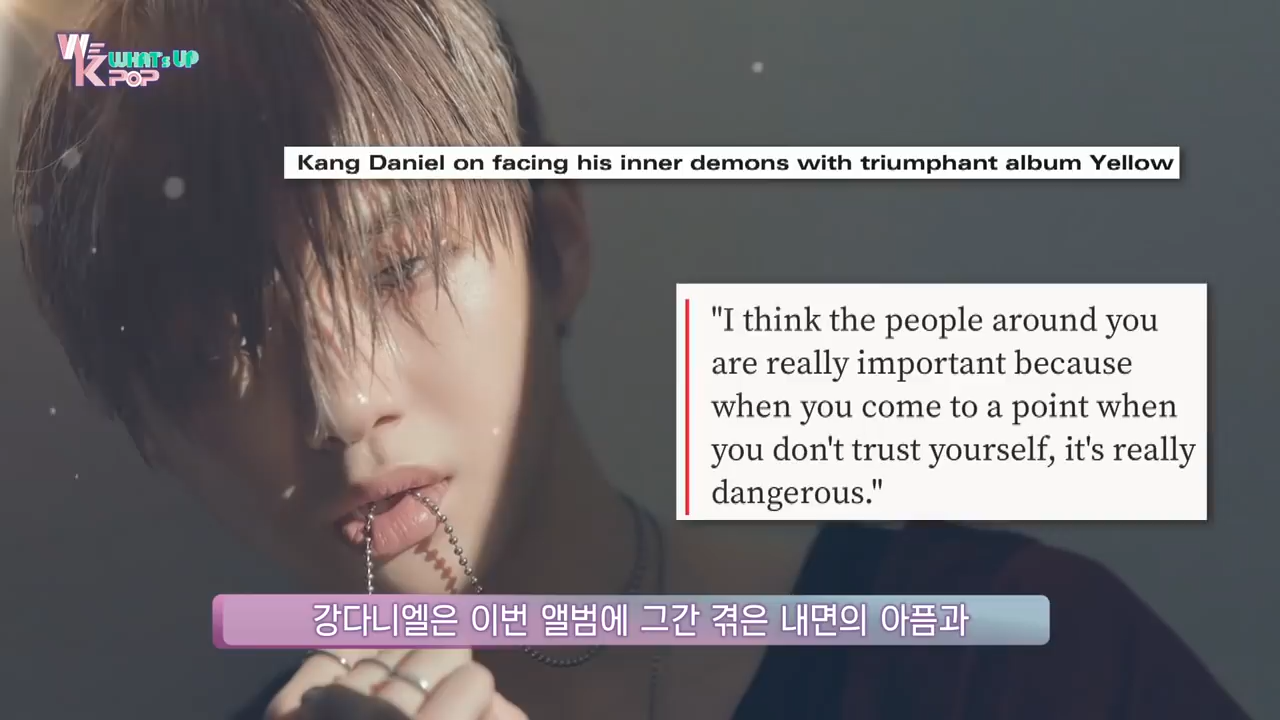 WE K WHAT's UP
POP
Kang Daniel on facing his inner demons with triumphant album Yellow
"I think the people around you
are really important because
when you come to a point when
you don't trust yourself, it's really
dangerous."
강다니엘은 이번 앨범에 그간 겪은 내면의 아픔과